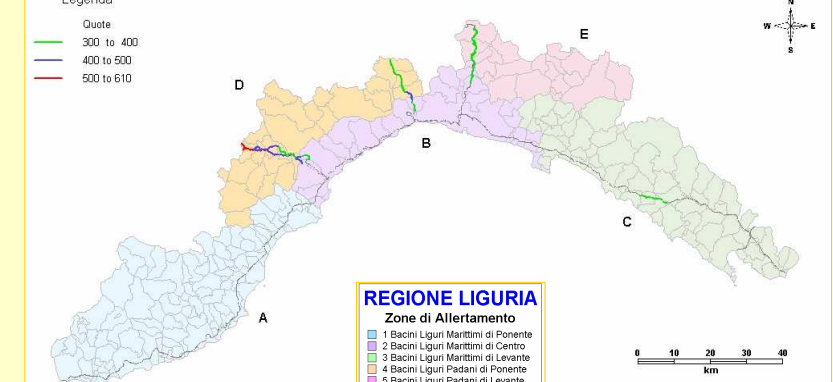 Legenda
Quote
300 to 400
400 to 500
500 to 610
N
W E
S
E
D
B
C
A
REGIONE LIGURIA
Zone di Allertamento
1 Bacini Liguri Marittimi di Ponente
2 Bacini Liguri Marittimi di Centro
3 Bacini Liguri Marittimi di Levante
4 Bacini Liguri Padani di Ponente
5 Bacini Liguri Padani di Levante
0 10 20 30 40
km